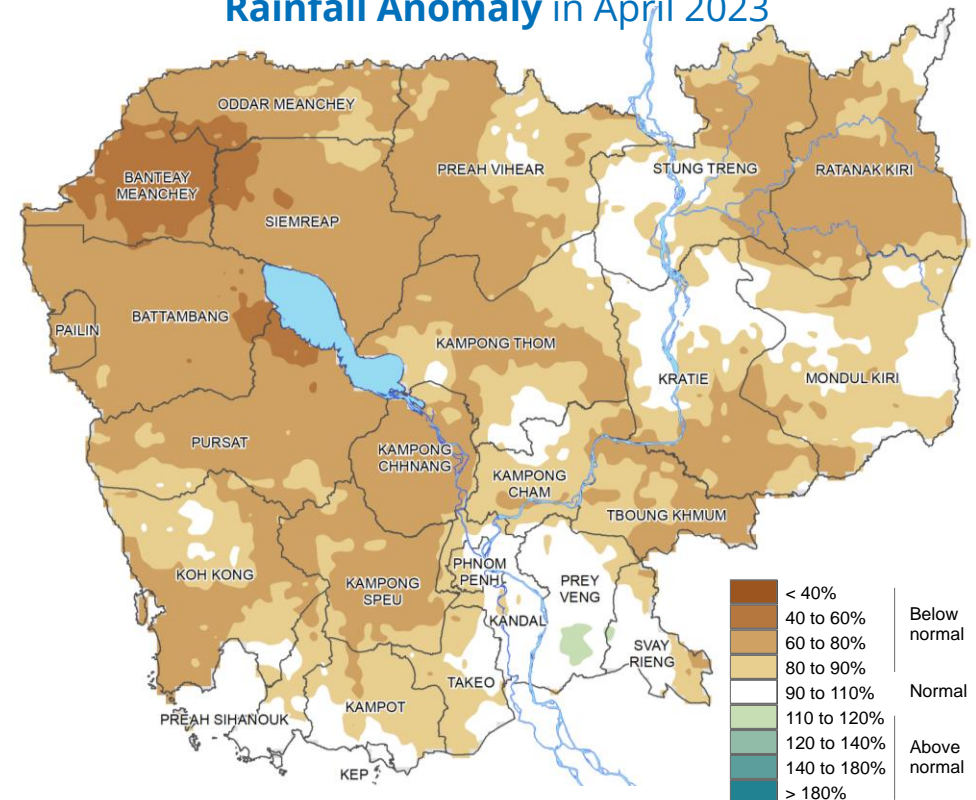 Rainfall Anomaly in April 2023
ODDAR MEANCHEY
BANTEAY
MEANCHEY
PREAH VIHEAR
STUNG TRENG
RATANAK KIRI
SIEMREAP
BATTAMBANG
PAILIN
KAMPONG THOM
KRATIE
MONDUL KIRI
PURSAT
KAMPONG
CHHNANG
KAMPONG
CHAM
TBOUNG KHMUM
KOH KONG
KAMPONG
SPEU
PHNOM
PENH
PREY
VENG
KANDAL
SVAY
RIENG
TAKEO
KAMPOT
PREAH SIHANOUK
KEP
< 40%
40 to 60%
60 to 80%
80 to 90%
Below
normal
90 to 110%
Normal
110 to 120%
120 to 140%
140 to 180%
> 180%
Above
normal